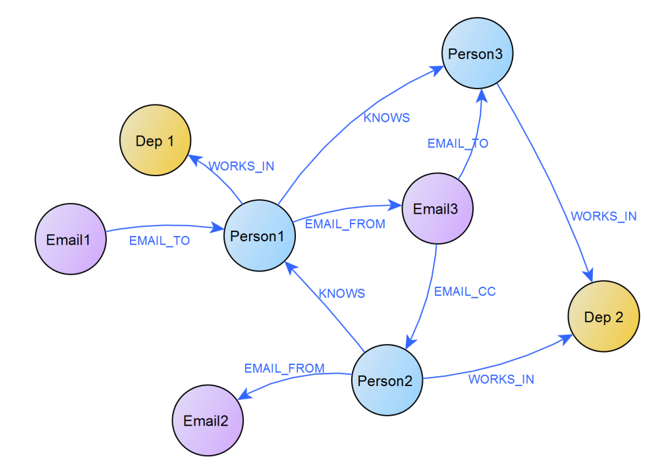 Person3
KNOWS
Dep 1
EMAIL_TO
WORKS_IN
Email3
WORKS_IN
EMAIL_FROM
Person1
Email1
EMAIL_TO
KNOWS
EMAIL_CC
Dep 2
EMAIL_FROM
Person2
WORKS_IN
Email2